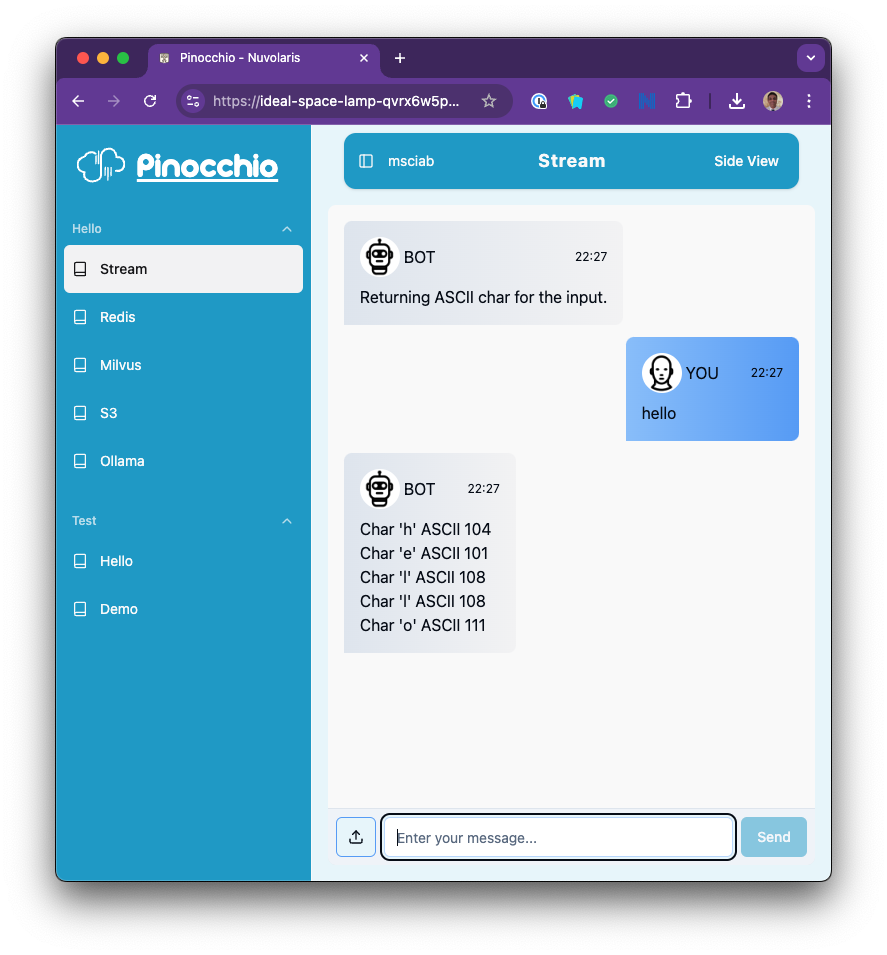 Pinocchio - Nuvolaris
https://ideal-space-lamp-qvrx6w5p...
Pinocchio
Hello
Stream
Redis
Milvus
S3
Ollama
Test
Hello
Demo
msciab
Stream
Side View
BOT
22:27
Returning ASCII char for the input.
YOU
22:27
hello
BOT
22:27
Char 'h' ASCII 104
Char 'e' ASCII 101
Char 'l' ASCII 108
Char 'l' ASCII 108
Char 'o' ASCII 111
Enter your message...
Send